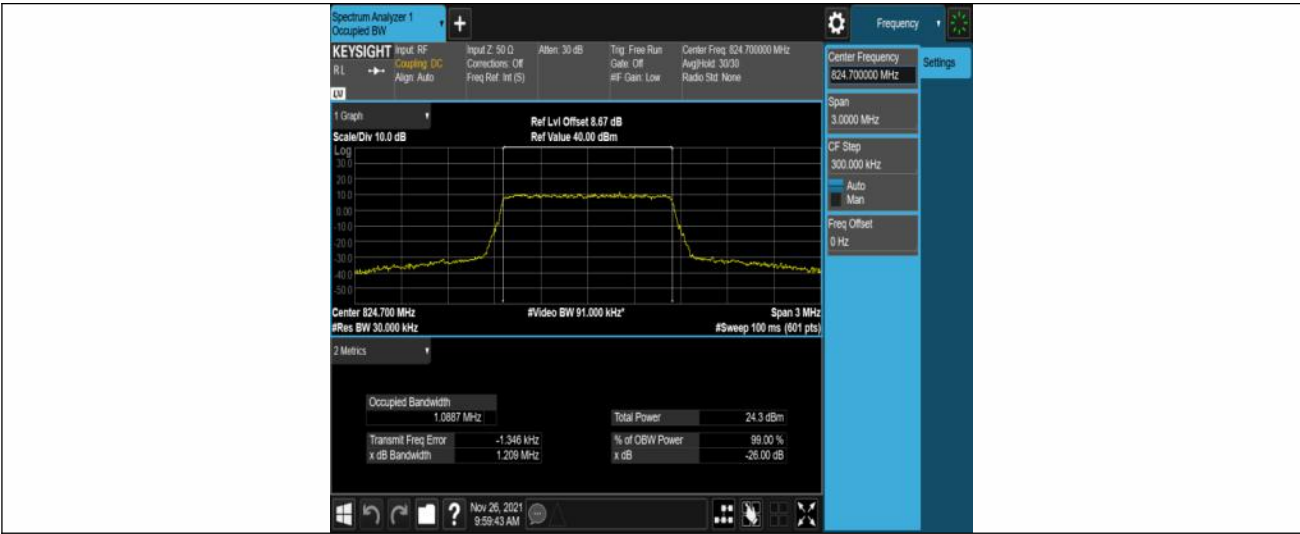 Spectrum Analyzer 1
Occupied BW
+
Frequency
KEYSIGHT
RL
Input: RF
Coupling: DC
Align: Auto
Input Z: 50 Ω
Corrections: Off
Freq Ref: Int (S)
Atten: 30 dB
Trig: Free Run
Gate: Off
#IF Gain: Low
Center Freq: 824.700000 MHz
Avg|Hold: 30/30
Radio Std: None
Center Frequency
824.700000 MHz
Settings
Span
3.0000 MHz
CF Step
300.000 kHz
Auto
Man
Freq Offset
0 Hz
1 Graph
Scale/Div 10.0 dB
Ref Lvl Offset 8.67 dB
Ref Value 40.00 dBm
Log
30.0
20.0
10.0
0.00
-10.0
-20.0
-30.0
-40.0
-50.0
Center 824.700 MHz
#Res BW 30.000 kHz
#Video BW 91.000 kHz*
Span 3 MHz
#Sweep 100 ms (601 pts)
2 Metrics
Occupied Bandwidth
1.0887 MHz
Total Power 24.3 dBm
Transmit Freq Error -1.346 kHz
% of OBW Power 99.00 %
x dB Bandwidth 1.209 MHz
x dB -26.00 dB
?
Nov 26, 2021
9:59:43 AM